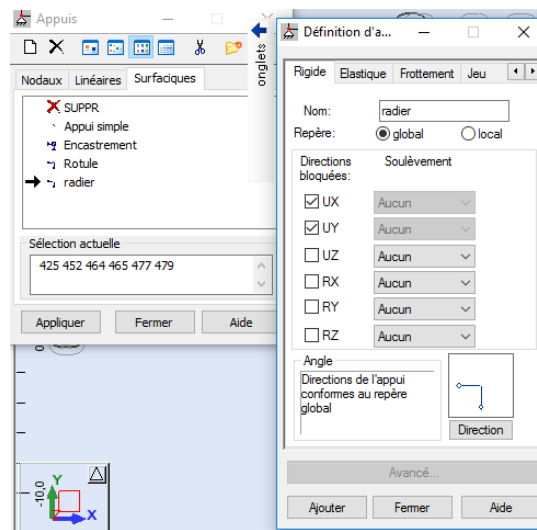 Appuis
onglets
Nodaux Linéaires Surfaciques
SUPPR
Appui simple
Encastrement
Rotule
radier
Sélection actuelle
425 452 464 465 477 479
Appliquer Fermer Aide
-10,0
Y
X
Définition d'a...
Rigide Elastique Frottement Jeu
Nom: radier
Repère: global local
Directions bloquées: Soulèvement
UX Aucun
UY Aucun
UZ Aucun
RX Aucun
RY Aucun
RZ Aucun
Angle
Directions de l'appui
conformes au repère
global
Direction
Avancé...
Ajouter Fermer Aide